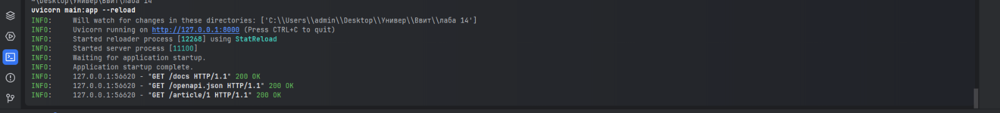 ~\Desktop\Универ\Ввит\лаба 14
uvicorn main:app --reload
INFO:     Will watch for changes in these directories: ['C:\\Users\\admin\\Desktop\\Универ\\Ввит\\лаба 14']
INFO:     Uvicorn running on http://127.0.0.1:8000 (Press CTRL+C to quit)
INFO:     Started reloader process [12268] using StatReload
INFO:     Started server process [11100]
INFO:     Waiting for application startup.
INFO:     Application startup complete.
INFO:     127.0.0.1:56620 - "GET /docs HTTP/1.1" 200 OK
INFO:     127.0.0.1:56620 - "GET /openapi.json HTTP/1.1" 200 OK
INFO:     127.0.0.1:56620 - "GET /article/1 HTTP/1.1" 200 OK